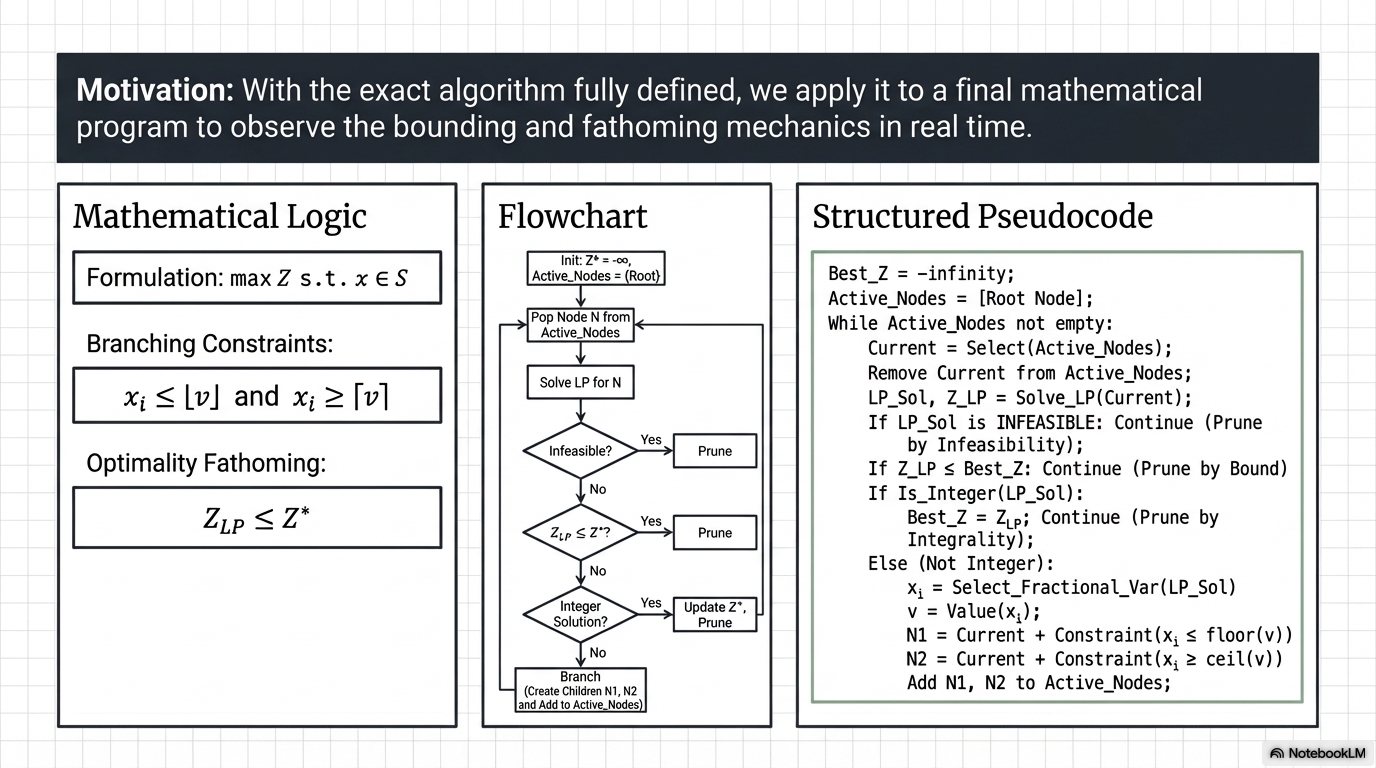 Motivation: With the exact algorithm fully defined, we apply it to a final mathematical
program to observe the bounding and fathoming mechanics in real time.
Mathematical Logic
Formulation: max Z s.t. x ∈ S
Branching Constraints:
xᵢ ≤ ⌊v⌋ and xᵢ ≥ ⌈v⌉
Optimality Fathoming:
Z_LP ≤ Z*
Flowchart
Init: Z* = -∞,
Active_Nodes = {Root}
Pop Node N from
Active_Nodes
Solve LP for N
Infeasible?
Yes
Prune
No
Z_LP ≤ Z*?
Yes
Prune
No
Integer
Solution?
Yes
Update Z*,
Prune
No
Branch
(Create Children N1, N2
and Add to Active_Nodes)
Structured Pseudocode
Best_Z = -infinity;
Active_Nodes = [Root Node];
While Active_Nodes not empty:
Current = Select(Active_Nodes);
Remove Current from Active_Nodes;
LP_Sol, Z_LP = Solve_LP(Current);
If LP_Sol is INFEASIBLE: Continue (Prune
by Infeasibility);
If Z_LP ≤ Best_Z: Continue (Prune by Bound)
If Is_Integer(LP_Sol):
Best_Z = Z_LP; Continue (Prune by
Integrality);
Else (Not Integer):
xᵢ = Select_Fractional_Var(LP_Sol)
v = Value(xᵢ);
N1 = Current + Constraint(xᵢ ≤ floor(v))
N2 = Current + Constraint(xᵢ ≥ ceil(v))
Add N1, N2 to Active_Nodes;
NotebookLM